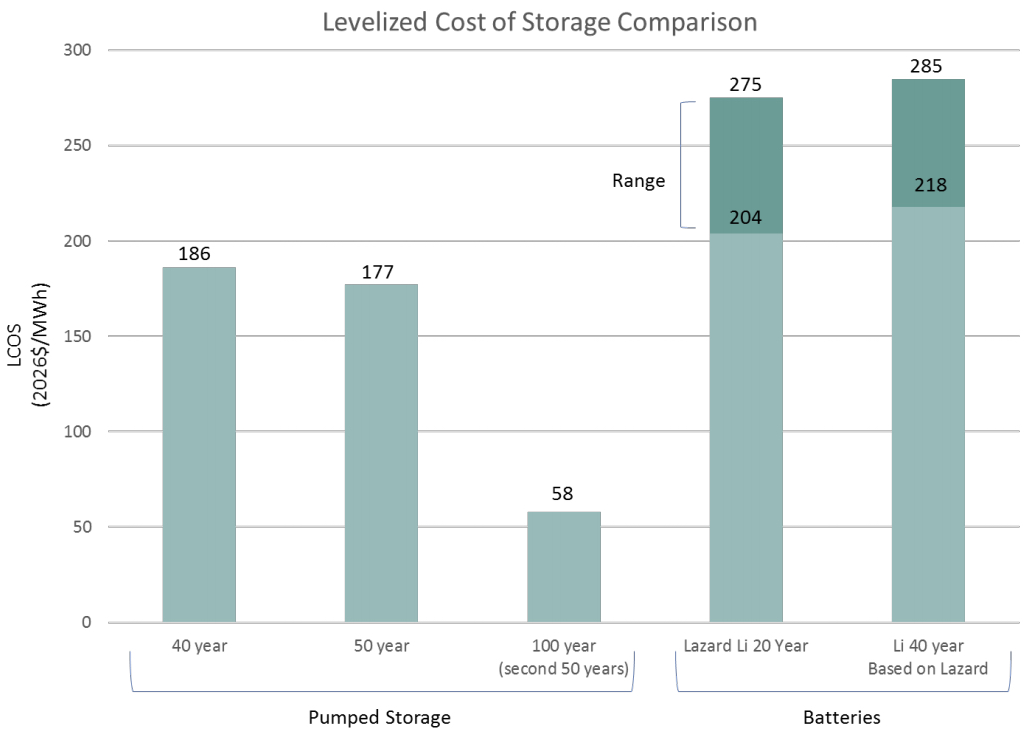 Levelized Cost of Storage Comparison
300
250
200
150
100
50
0
LCOS
(2026$/MWh)
186
177
58
275
204
285
218
Range
40 year
50 year
100 year
(second 50 years)
Lazard Li 20 Year
Li 40 year
Based on Lazard
Pumped Storage
Batteries